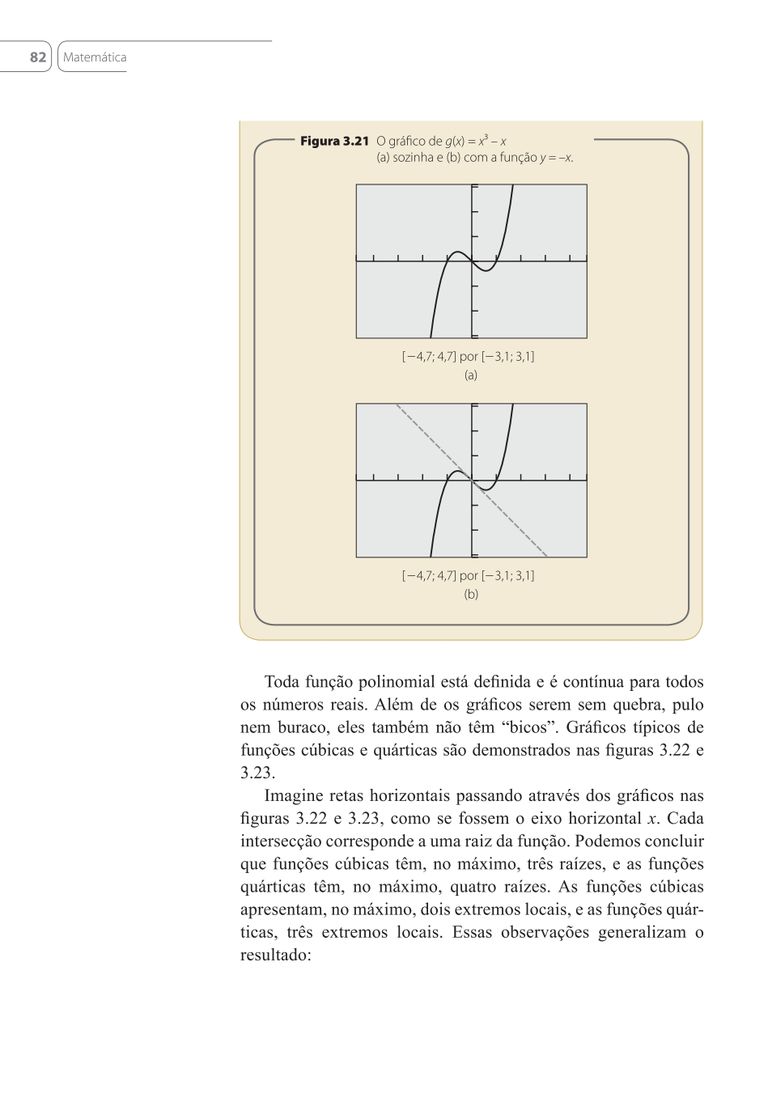 82 Matemática
Figura 3.21 O gráfico de g(x) = x³ – x
(a) sozinha e (b) com a função y = –x.
[−4,7; 4,7] por [−3,1; 3,1]
(a)
[−4,7; 4,7] por [−3,1; 3,1]
(b)
Toda função polinomial está definida e é contínua para todos
os números reais. Além de os gráficos serem sem quebra, pulo
nem buraco, eles também não têm “bicos”. Gráficos típicos de
funções cúbicas e quárticas são demonstrados nas figuras 3.22 e
3.23.
Imagine retas horizontais passando através dos gráficos nas
figuras 3.22 e 3.23, como se fossem o eixo horizontal x. Cada
intersecção corresponde a uma raiz da função. Podemos concluir
que funções cúbicas têm, no máximo, três raízes, e as funções
quárticas têm, no máximo, quatro raízes. As funções cúbicas
apresentam, no máximo, dois extremos locais, e as funções quár-
ticas, três extremos locais. Essas observações generalizam o
resultado: